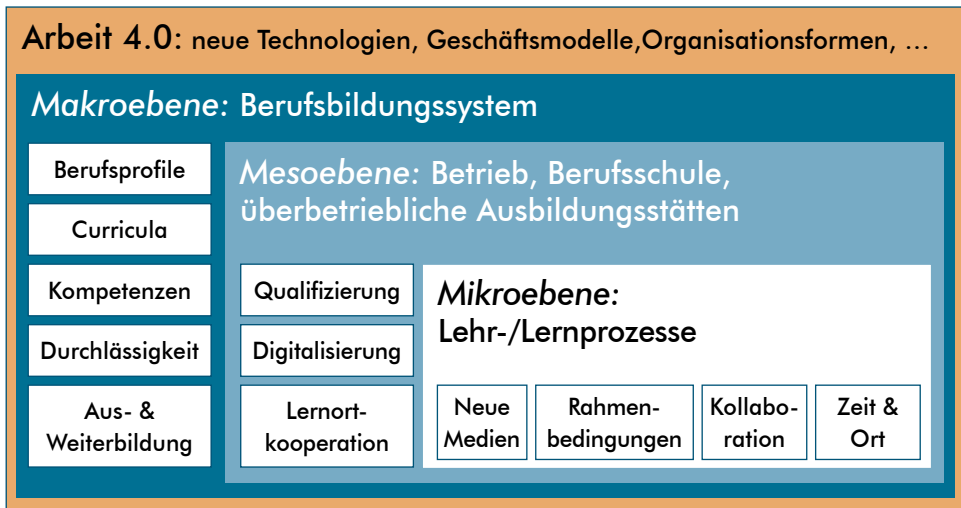 Arbeit 4.0: neue Technologien, Geschäftsmodelle,Organisationsformen, ...
Makroebene: Berufsbildungssystem
Berufsprofile
Curricula
Kompetenzen
Durchlässigkeit
Aus- &
Weiterbildung
Mesoebene: Betrieb, Berufsschule,
überbetriebliche Ausbildungsstätten
Qualifizierung
Digitalisierung
Lernort-
kooperation
Mikroebene:
Lehr-/Lernprozesse
Neue
Medien
Rahmen-
bedingungen
Kollabo-
ration
Zeit &
Ort